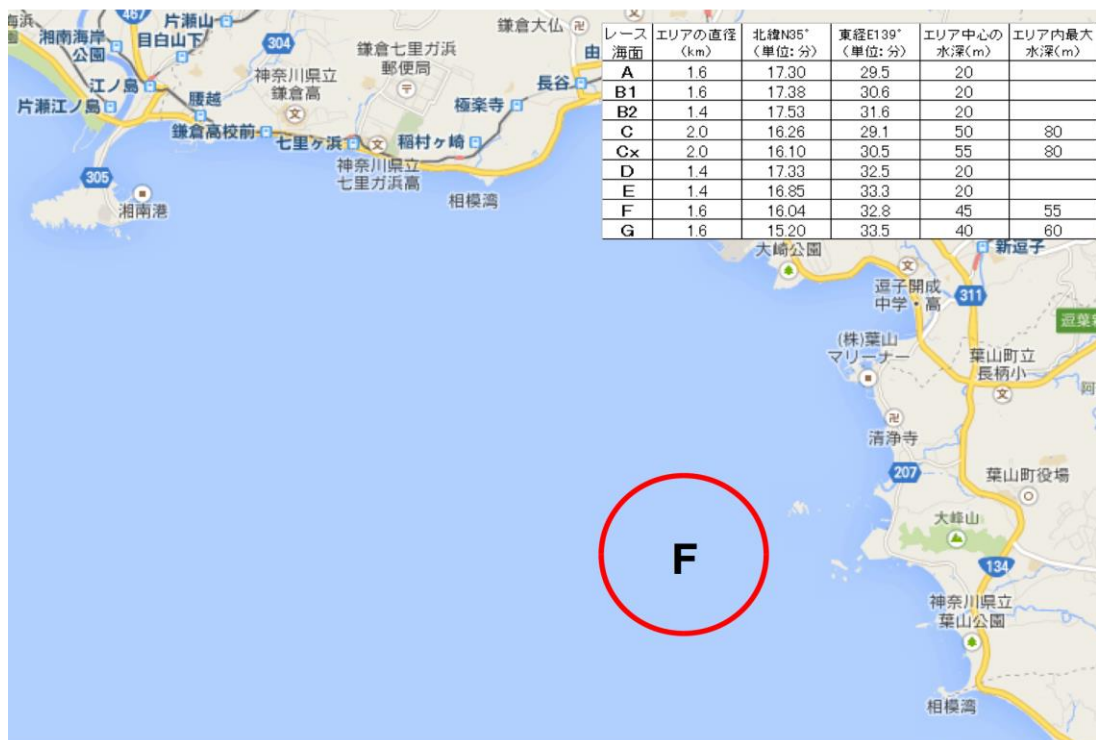 片瀬山
湘南海岸
公園
目白山下
467
304
鎌倉大仏
鎌倉七里ガ浜
郵便局
神奈川県立
鎌倉高
江ノ島
片瀬江ノ島
腰越
鎌倉高校前
七里ヶ浜
稲村ヶ崎
極楽寺
長谷
由
神奈川県立
七里ガ浜高
305
湘南港
相模湾
レース
海面 エリアの直径
(km) 北緯N35°
(単位:分) 東経E139°
(単位:分) エリア中心の
水深(m) エリア内最大
水深(m)
A 1.6 17.30 29.5 20
B1 1.6 17.38 30.6 20
B2 1.4 17.53 31.6 20
C 2.0 16.26 29.1 50 80
Cx 2.0 16.10 30.5 55 80
D 1.4 17.33 32.5 20
E 1.4 16.85 33.3 20
F 1.6 16.04 32.8 45 55
G 1.6 15.20 33.5 40 60
大崎公園
新逗子
逗子開成
中学・高
311
逗葉新
(株)葉山
マリーナー
葉山町立
長柄小
阿
清浄寺
207
葉山町役場
大峰山
F
134
神奈川県立
葉山公園
相模湾